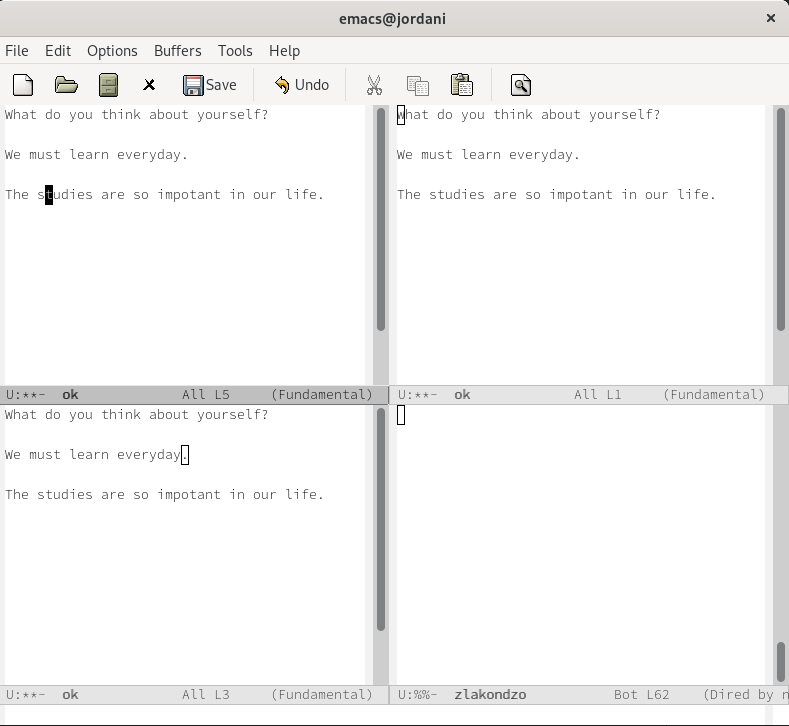 emacs@jordani
File Edit Options Buffers Tools Help
Save Undo
What do you think about yourself?
We must learn everyday.
The studies are so impotant in our life.
U:**- ok All L5 (Fundamental)
What do you think about yourself?
We must learn everyday.
The studies are so impotant in our life.
U:**- ok All L1 (Fundamental)
What do you think about yourself?
We must learn everyday.
The studies are so impotant in our life.
U:**- ok All L3 (Fundamental)
U:%%- zlakondzo Bot L62 (Dired by n